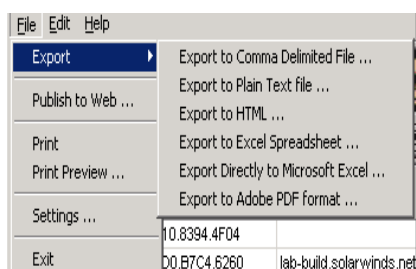 File Edit Help
Export
Export to Comma Delimited File ...
Export to Plain Text file ...
Export to HTML ...
Export to Excel Spreadsheet ...
Export Directly to Microsoft Excel ...
Export to Adobe PDF format ...
Publish to Web ...
Print
Print Preview ...
Settings ...
Exit
10.8394.4F04
D0.B7C4.6260 lab-build.solarwinds.net